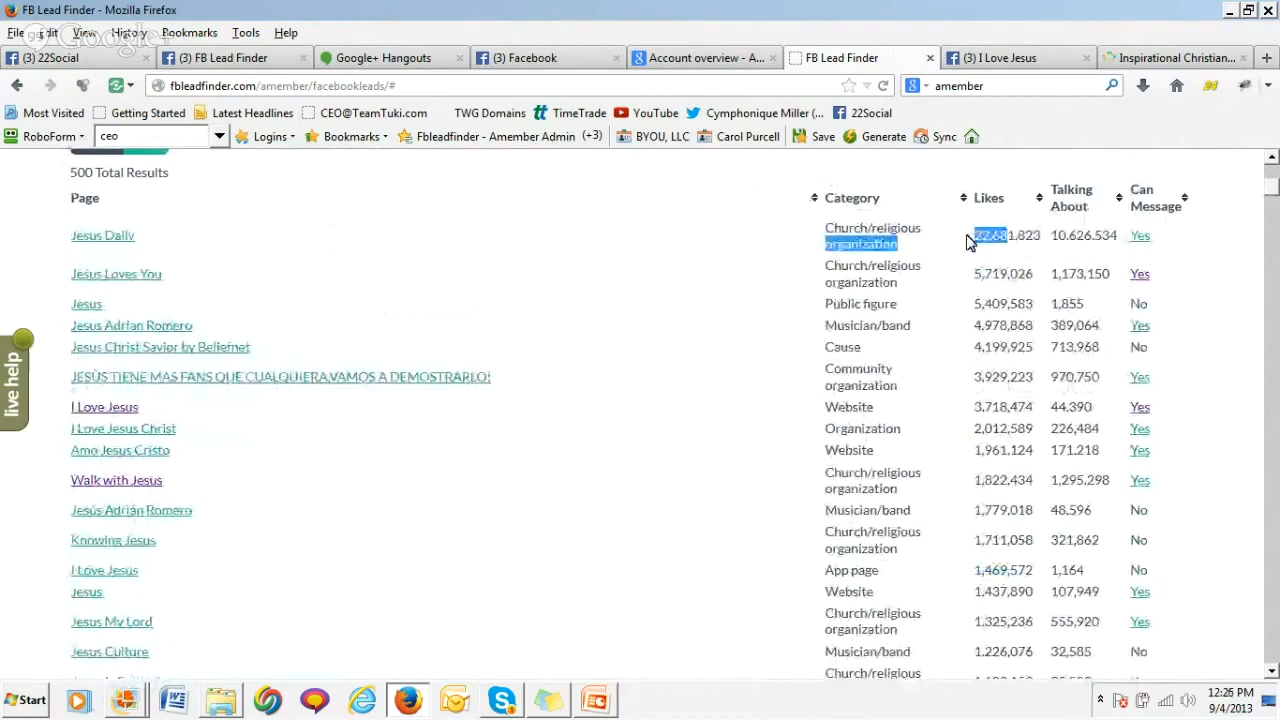 FB Lead Finder - Mozilla Firefox
File Edit View History Bookmarks Tools Help
Google+
(3) 22Social (3) FB Lead Finder Google+ Hangouts (3) Facebook Account overview - A... FB Lead Finder (3) I Love Jesus Inspirational Christian...
fbleadfinder.com/amember/facebookleads/# amember
Most Visited Getting Started Latest Headlines CEO@TeamTuki.com TWG Domains TimeTrade YouTube Cymphonique Miller (... 22Social
RoboForm ceo Logins Bookmarks Fbleadfinder - Amember Admin (+3) BYOU, LLC Carol Purcell Save Generate Sync
500 Total Results
Page Category Likes Talking About Can Message
Jesus Daily Church/religious organization 22,681,823 10,626,534 Yes
Jesus Loves You Church/religious organization 5,719,026 1,173,150 Yes
Jesus Public figure 5,409,583 1,855 No
Jesus Adrian Romero Musician/band 4,978,868 389,064 Yes
Jesus Christ Savior by Beliefnet Cause 4,199,925 713,968 No
JESÙS TIENE MAS FANS QUE CUALQUIERA,VAMOS A DEMOSTRARLO! Community organization 3,929,223 970,750 Yes
I Love Jesus Website 3,718,474 44,390 Yes
I Love Jesus Christ Organization 2,012,589 226,484 Yes
Amo Jesus Cristo Website 1,961,124 171,218 Yes
Walk with Jesus Church/religious organization 1,822,434 1,295,298 Yes
Jesús Adrián Romero Musician/band 1,779,018 48,596 No
Knowing Jesus Church/religious organization 1,711,058 321,862 No
I Love Jesus App page 1,469,572 1,164 No
Jesus Website 1,437,890 107,949 Yes
Jesus My Lord Church/religious organization 1,325,236 555,920 Yes
Jesus Culture Musician/band 1,226,076 32,585 No
Church/religious
live help
Start
12:26 PM
9/4/2013